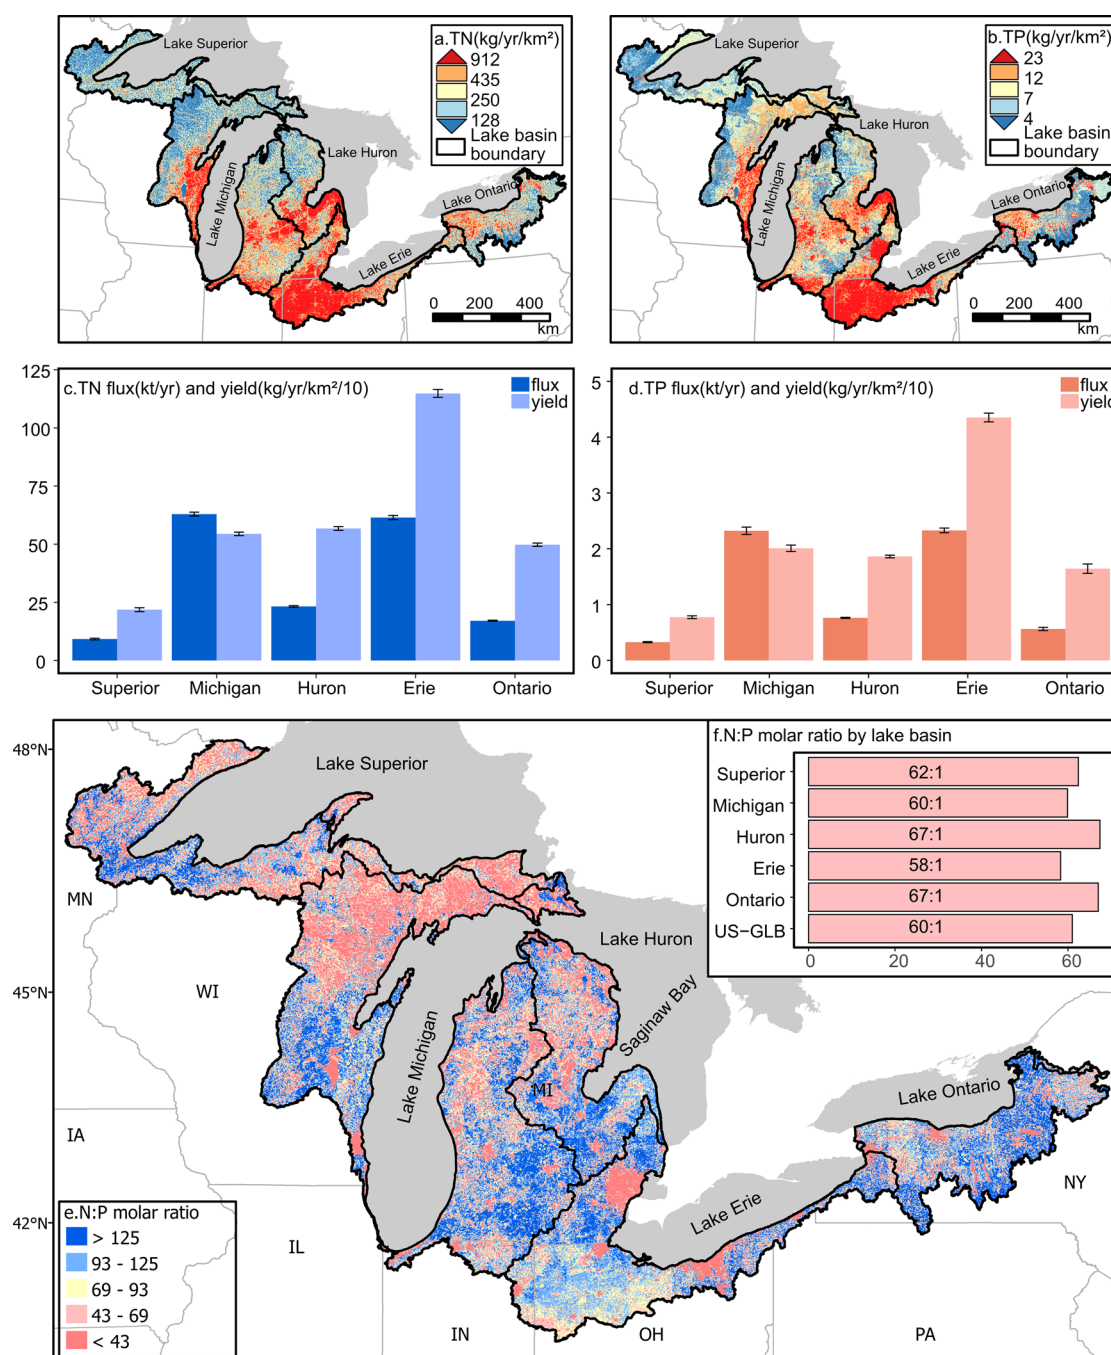 a.TN(kg/yr/km²)
912
435
250
128
Lake basin
boundary
Lake Superior
Lake Huron
Lake Michigan
Lake Ontario
Lake Erie
0 200 400
km
b.TP(kg/yr/km²)
23
12
7
4
Lake basin
boundary
Lake Superior
Lake Huron
Lake Michigan
Lake Ontario
Lake Erie
0 200 400
km
c.TN flux(kt/yr) and yield(kg/yr/km²/10)
flux
yield
125
100
75
50
25
0
Superior Michigan Huron Erie Ontario
d.TP flux(kt/yr) and yield(kg/yr/km²/10)
flux
yield
5
4
3
2
1
0
Superior Michigan Huron Erie Ontario
48°N
45°N
42°N
Lake Superior
MN
WI
Lake Huron
Saginaw Bay
Lake Michigan
MI
Lake Ontario
IA
NY
Lake Erie
IL
IN
OH
PA
f.N:P molar ratio by lake basin
Superior 62:1
Michigan 60:1
Huron 67:1
Erie 58:1
Ontario 67:1
US−GLB 60:1
0 20 40 60
e.N:P molar ratio
> 125
93 - 125
69 - 93
43 - 69
< 43